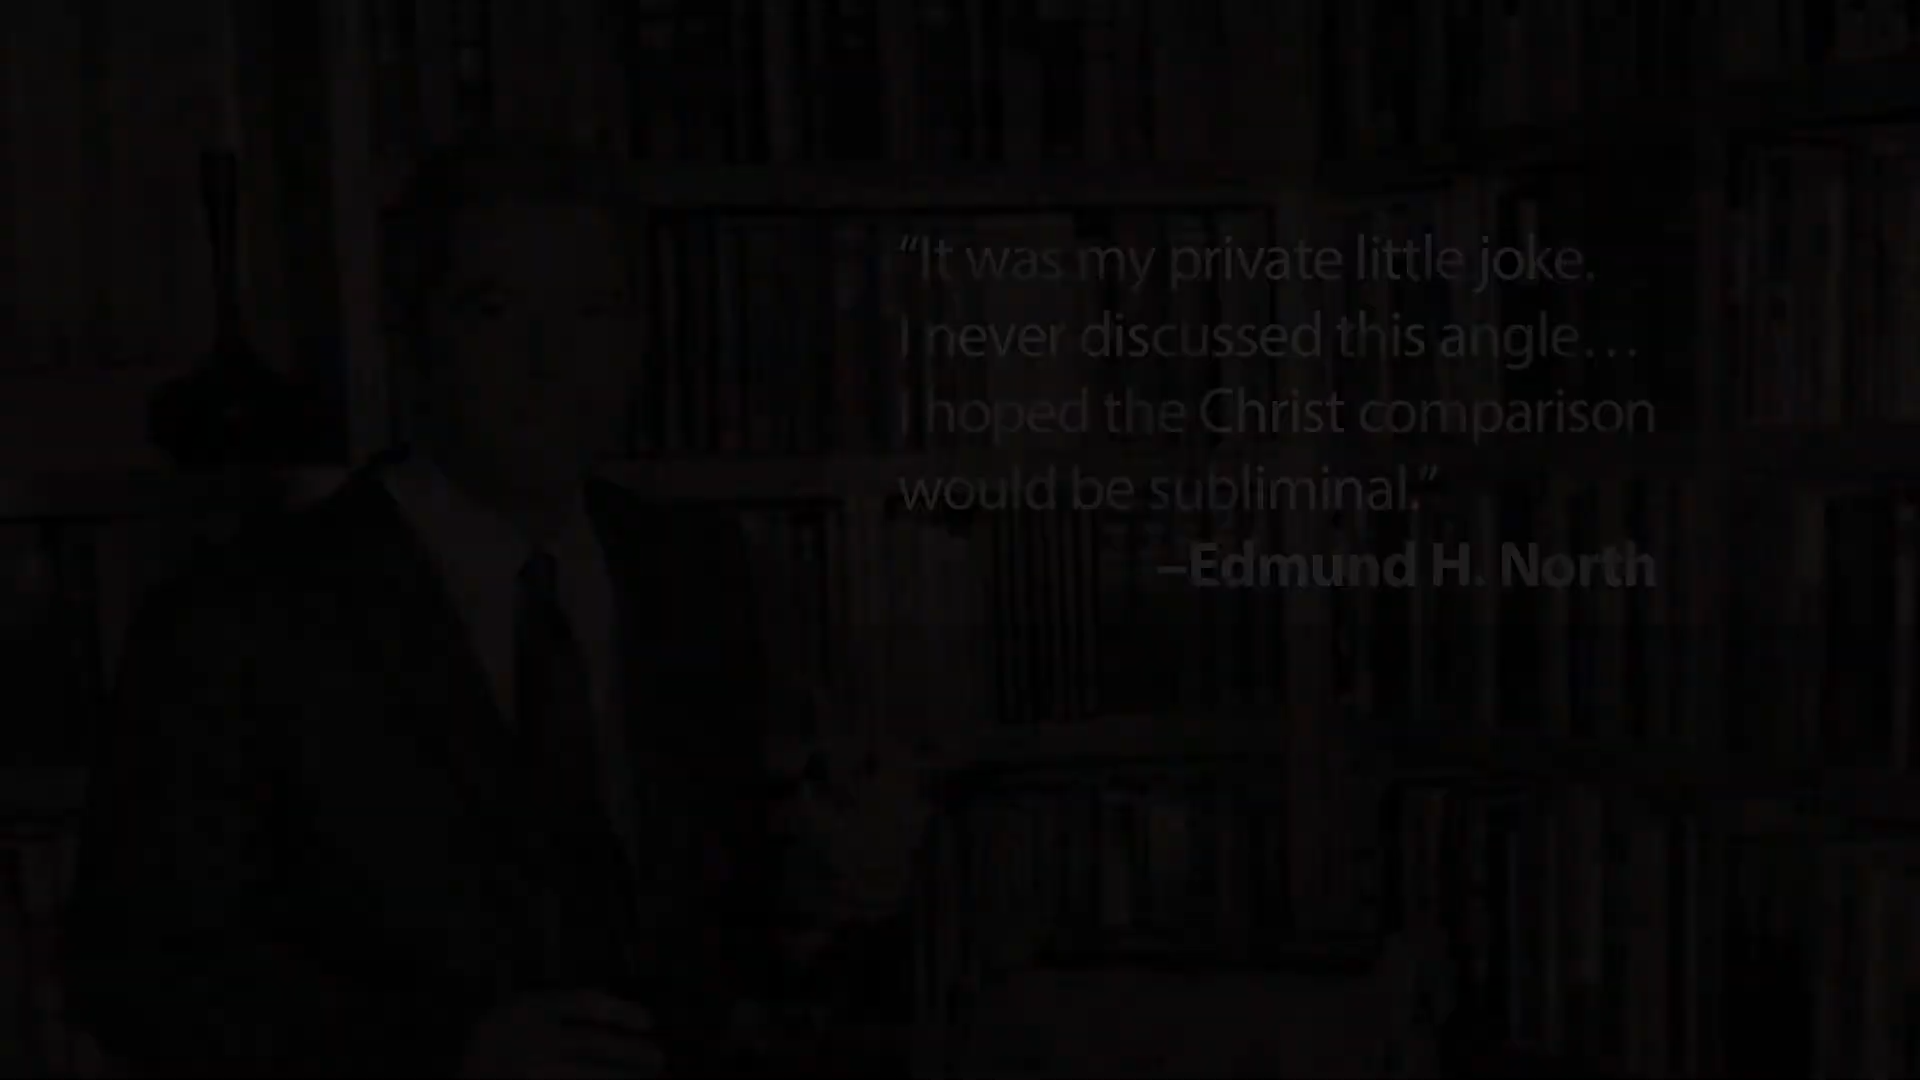 “It was my private little joke.
I never discussed this angle…
I hoped the Christ comparison
would be subliminal.”
–Edmund H. North